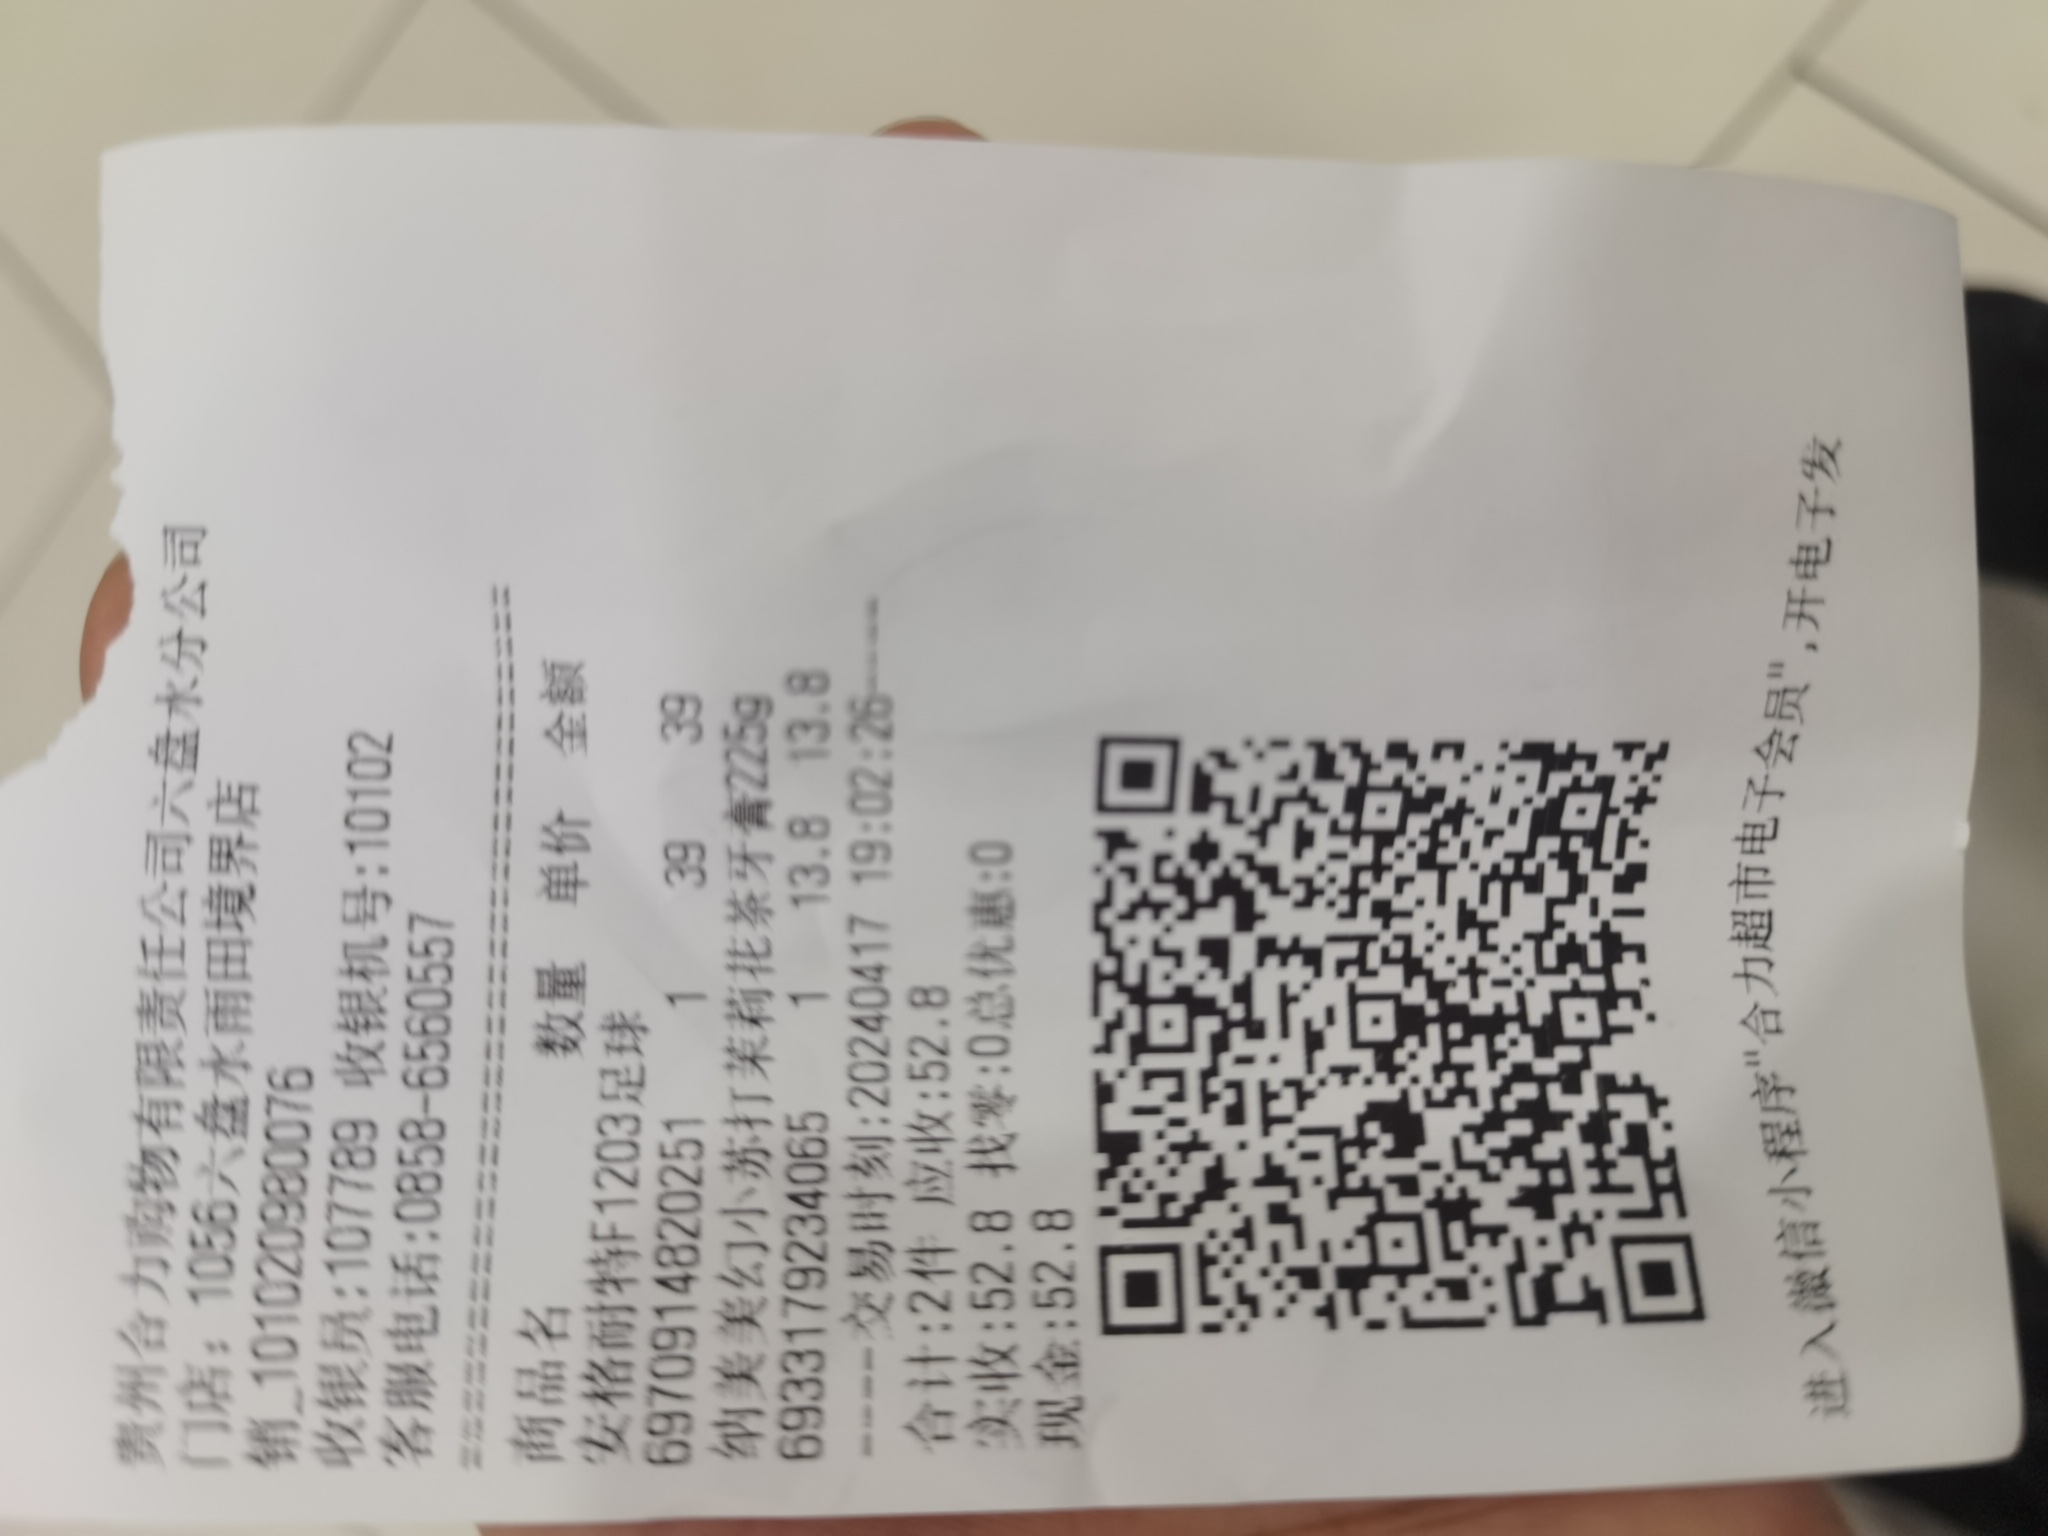 贵州合力购物有限责任公司六盘水分公司
门店：1056六盘水雨田境界店
销_101020980076
收银员:107789 收银机号:10102
客服电话:0858-6560557
商品名 数量 单价 金额
安格耐特F1203足球
6970914820251 1 39 39
纳美美幻小苏打茉莉花茶牙膏225g
6933179234065 1 13.8 13.8
----交易时刻:20240417 19:02:26----
合计:2件 应收:52.8
实收:52.8 找零:0总优惠:0
现金:52.8
进入微信小程序"合力超市电子会员",开电子发